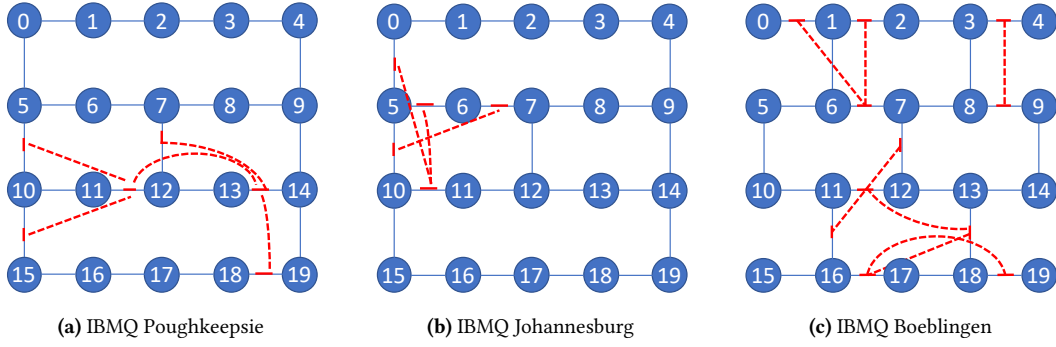 0 1 2 3 4 0 1 2 3 4 0 1 2 3 4
5 6 7 8 9 5 6 7 8 9 5 6 7 8 9
10 11 12 13 14 10 11 12 13 14 10 11 12 13 14
15 16 17 18 19 15 16 17 18 19 15 16 17 18 19
(a) IBMQ Poughkeepsie (b) IBMQ Johannesburg (c) IBMQ Boeblingen